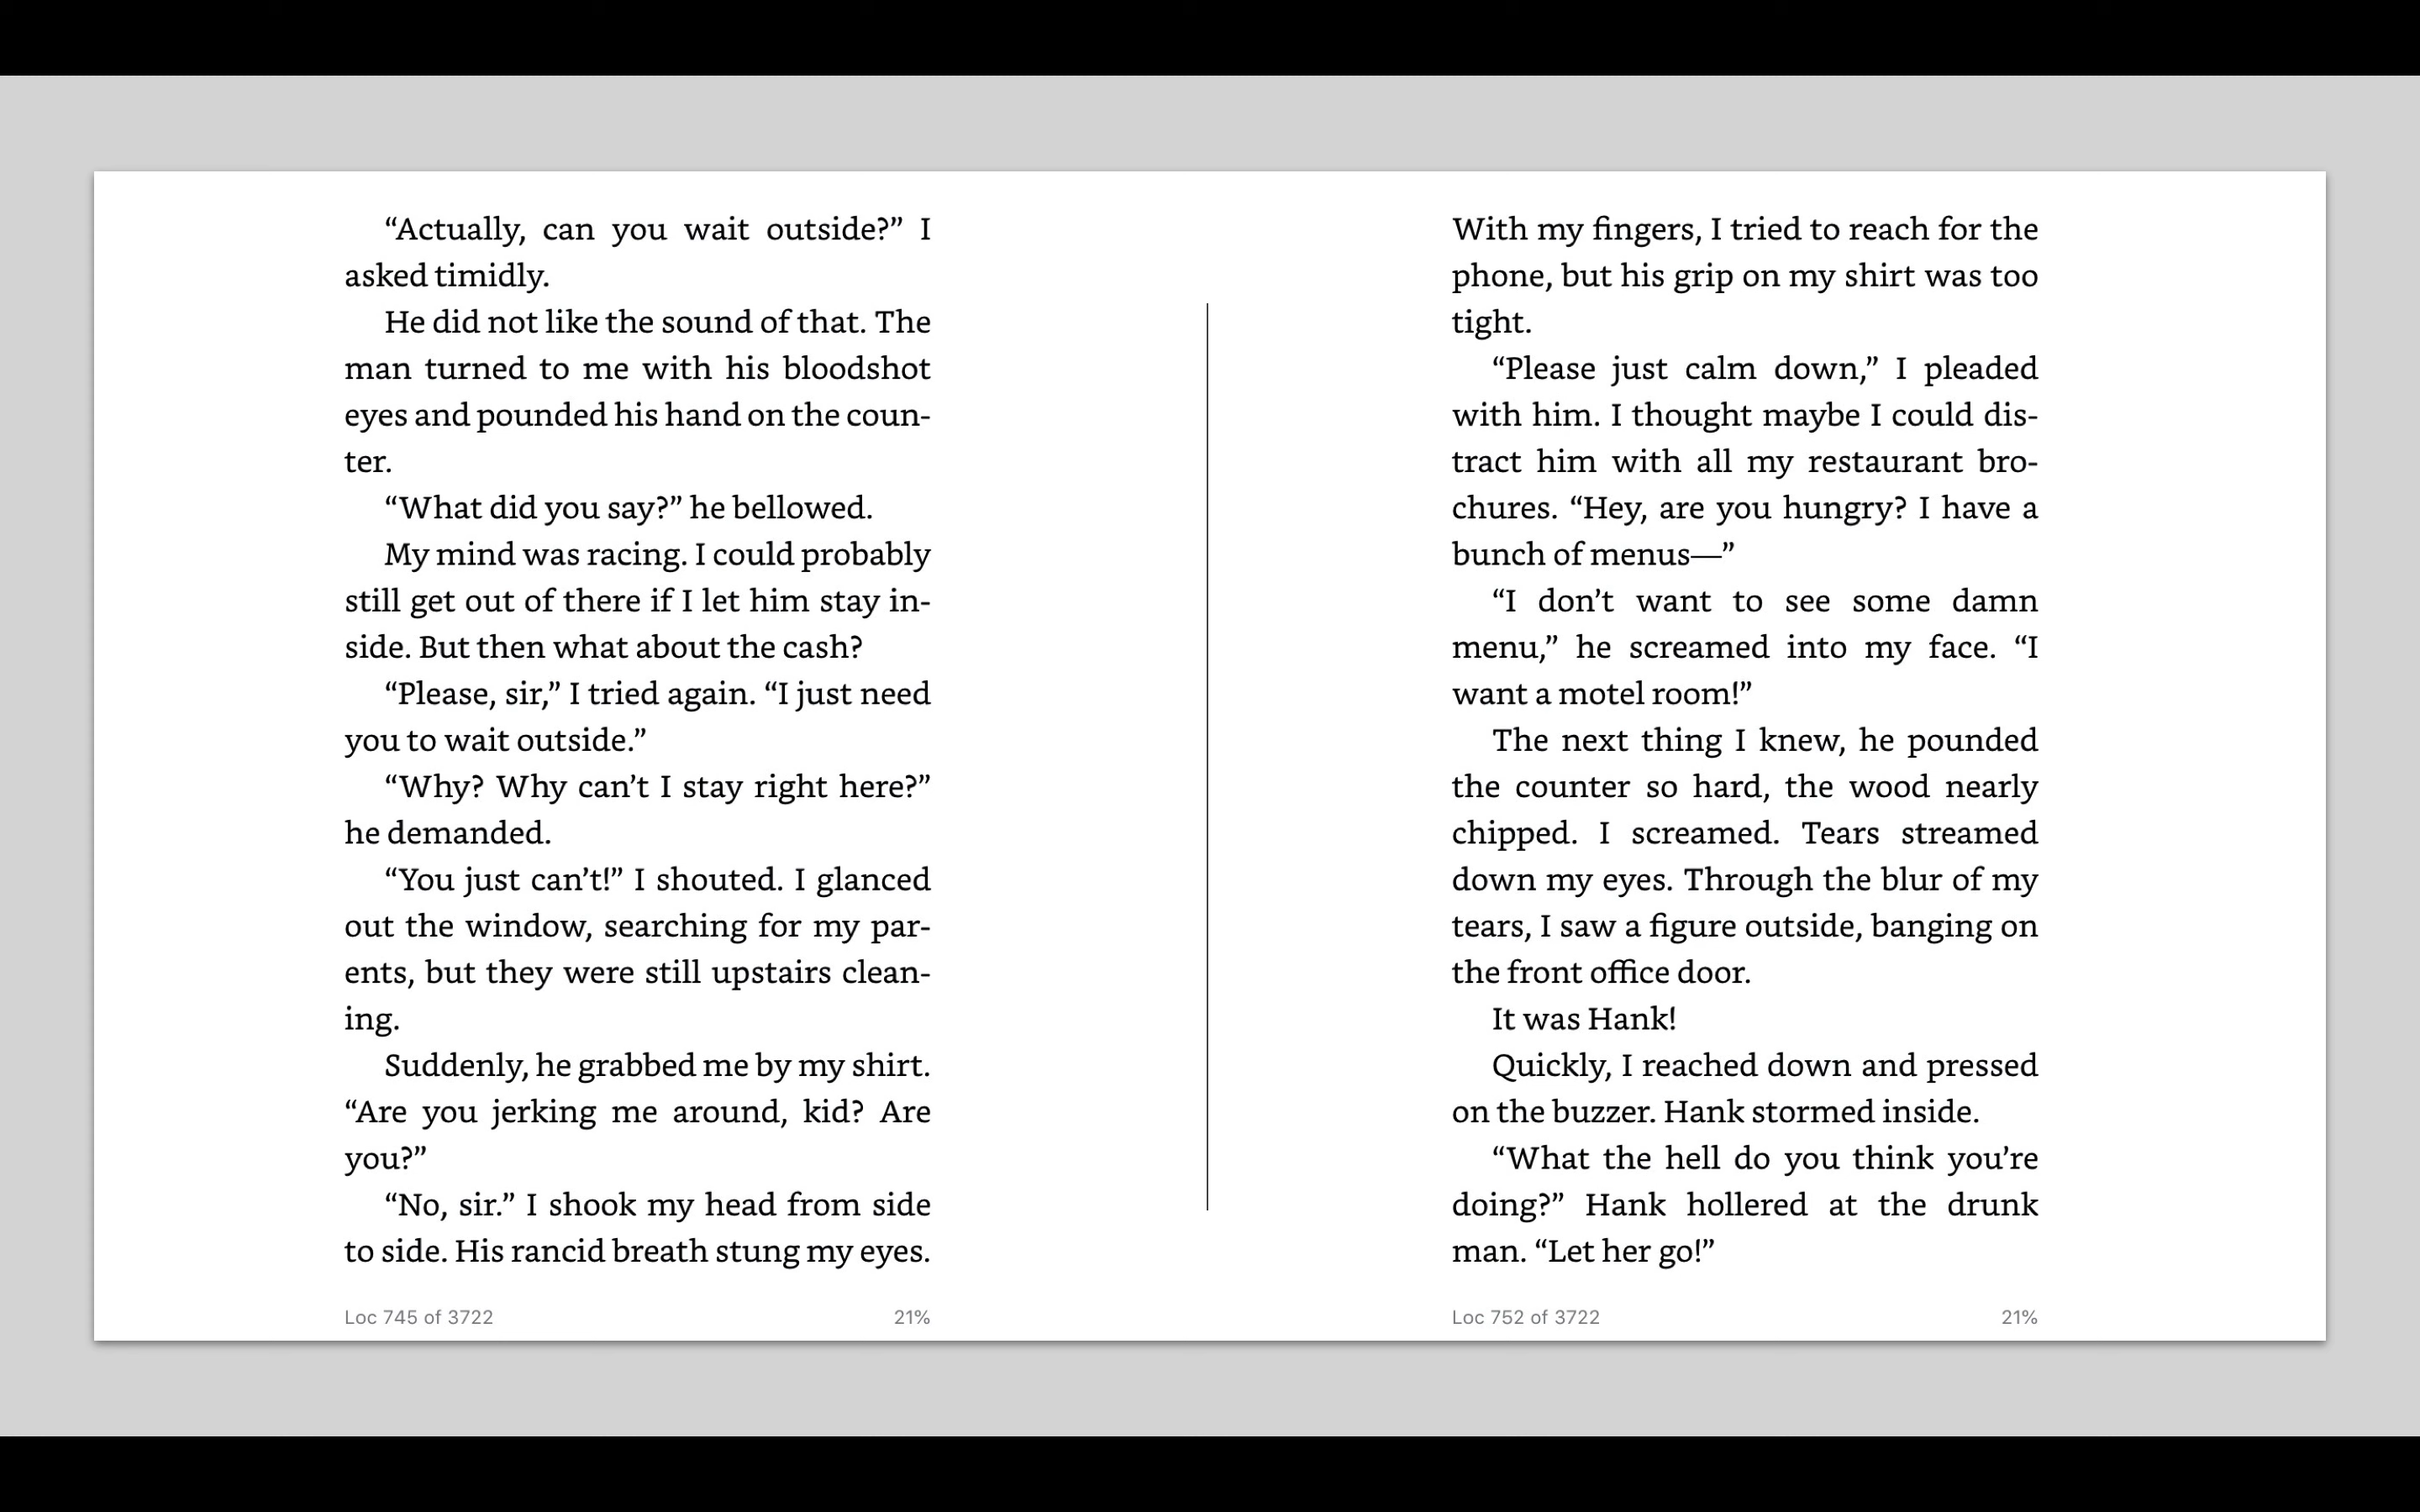 “Actually, can you wait outside?” I
asked timidly.
He did not like the sound of that. The
man turned to me with his bloodshot
eyes and pounded his hand on the coun-
ter.
“What did you say?” he bellowed.
My mind was racing. I could probably
still get out of there if I let him stay in-
side. But then what about the cash?
“Please, sir,” I tried again. “I just need
you to wait outside.”
“Why? Why can’t I stay right here?”
he demanded.
“You just can’t!” I shouted. I glanced
out the window, searching for my par-
ents, but they were still upstairs clean-
ing.
Suddenly, he grabbed me by my shirt.
“Are you jerking me around, kid? Are
you?”
“No, sir.” I shook my head from side
to side. His rancid breath stung my eyes.
Loc 745 of 3722 21%
With my fingers, I tried to reach for the
phone, but his grip on my shirt was too
tight.
“Please just calm down,” I pleaded
with him. I thought maybe I could dis-
tract him with all my restaurant bro-
chures. “Hey, are you hungry? I have a
bunch of menus—”
“I don’t want to see some damn
menu,” he screamed into my face. “I
want a motel room!”
The next thing I knew, he pounded
the counter so hard, the wood nearly
chipped. I screamed. Tears streamed
down my eyes. Through the blur of my
tears, I saw a figure outside, banging on
the front office door.
It was Hank!
Quickly, I reached down and pressed
on the buzzer. Hank stormed inside.
“What the hell do you think you’re
doing?” Hank hollered at the drunk
man. “Let her go!”
Loc 752 of 3722 21%